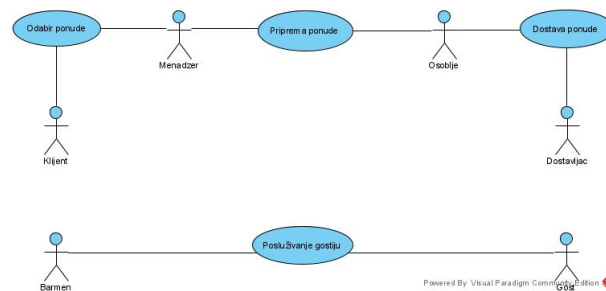 Odabir ponude
Priprema ponude
Dostava ponude
Menadzer
Osoblje
Klijent
Dostavljac
Posluživanje gostiju
Barmen
Gost
Powered By Visual Paradigm Community Edition